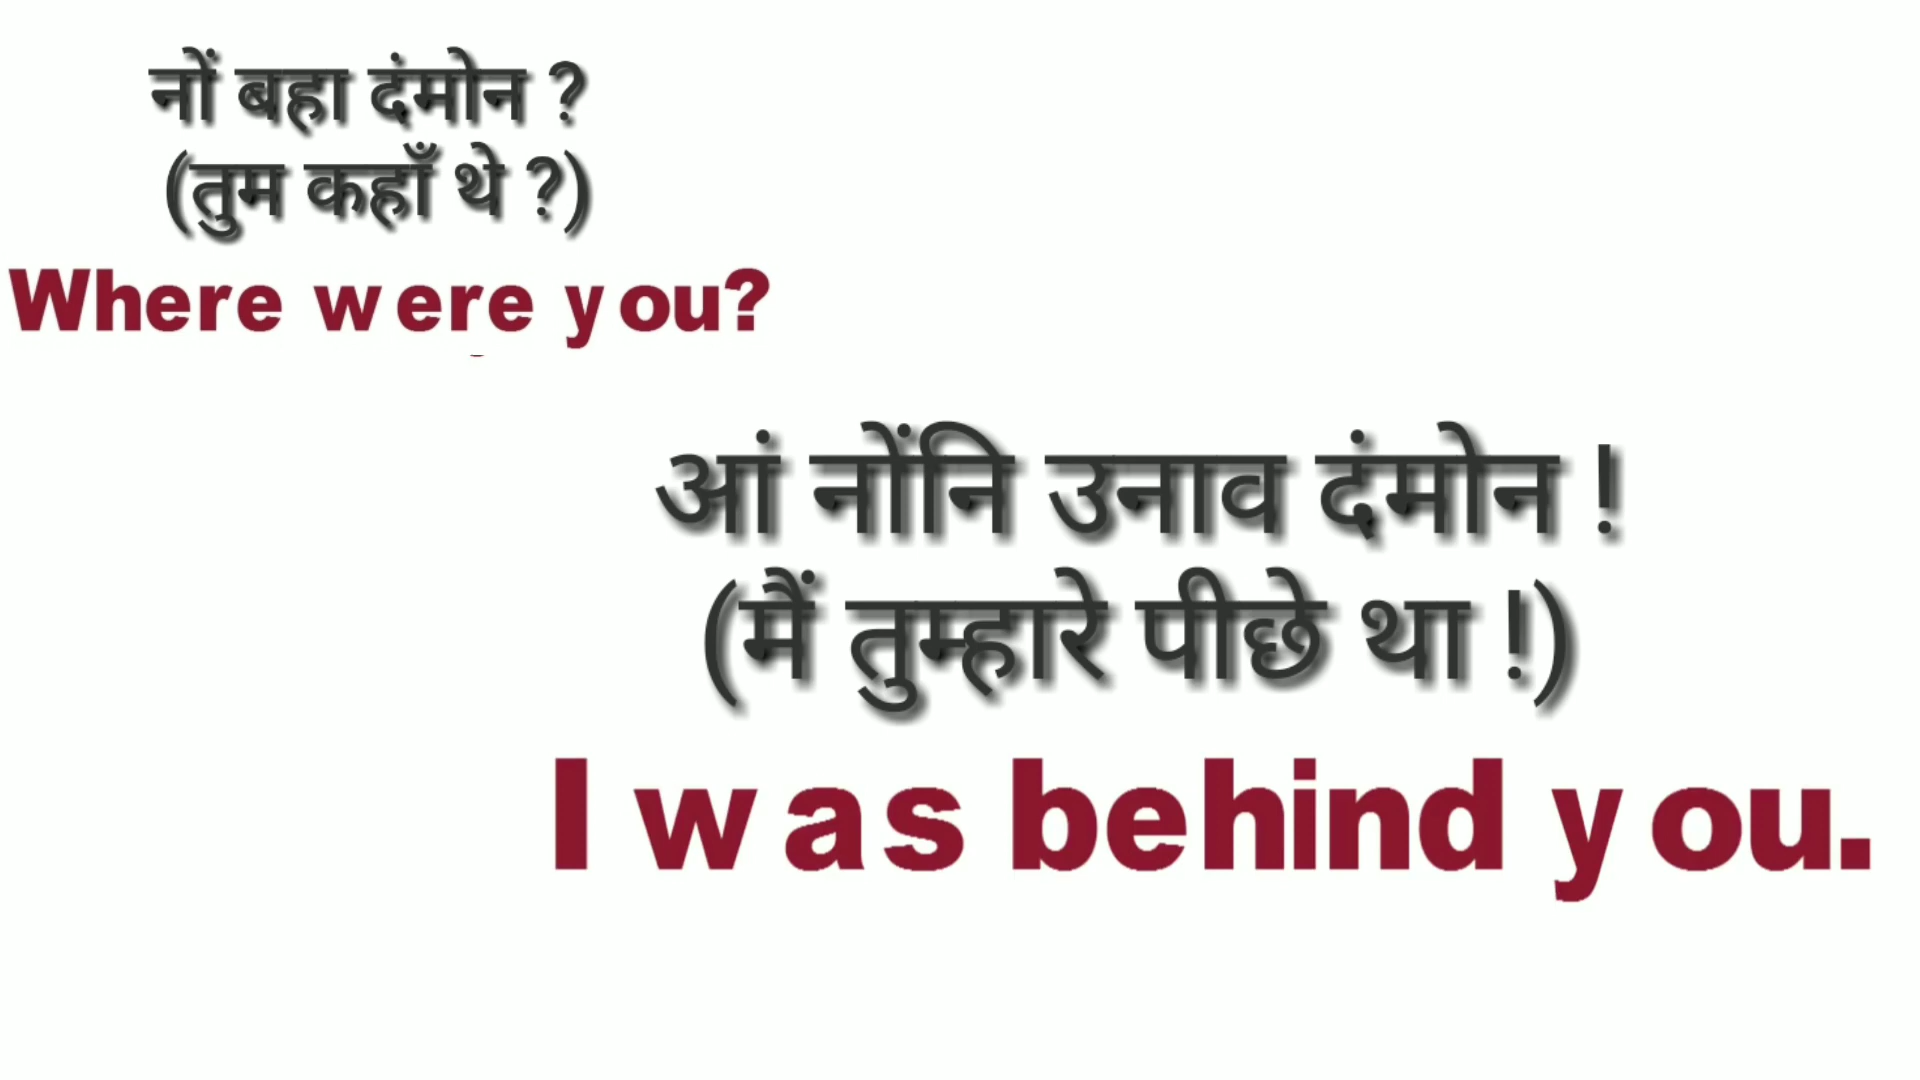 नों बहा दंमोन ?
(तुम कहाँ थे ?)
Where were you?
आं नोंनि उनाव दंमोन !
(मैं तुम्हारे पीछे था !)
I was behind you.